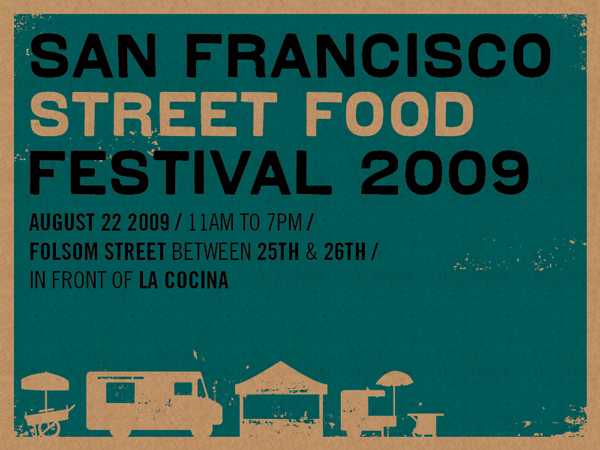 SAN FRANCISCO
STREET FOOD
FESTIVAL 2009
AUGUST 22 2009 / 11AM TO 7PM /
FOLSOM STREET BETWEEN 25TH & 26TH /
IN FRONT OF LA COCINA